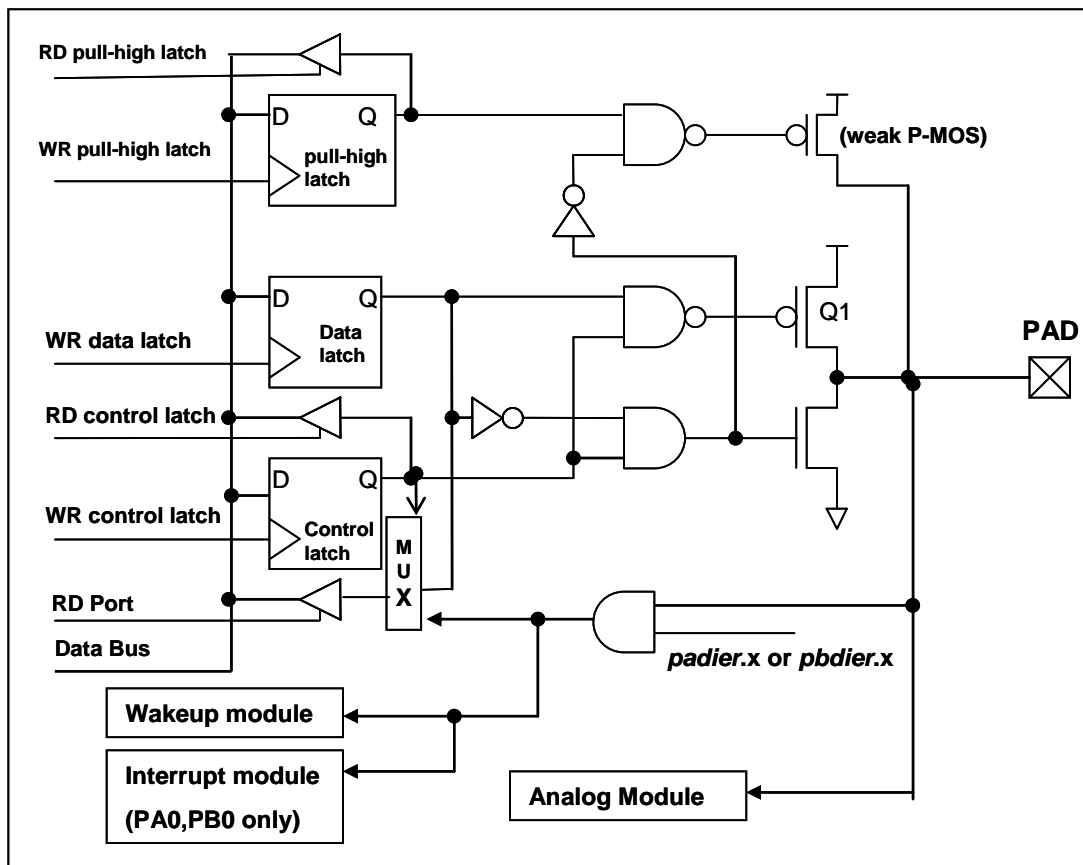 RD pull-high latch
D
Q
WR pull-high latch
pull-high
latch
(weak P-MOS)
D
Q
Data
latch
WR data latch
Q1
PAD
RD control latch
D
Q
WR control latch
Control
latch
M
U
X
RD Port
padier.x or pbdier.x
Data Bus
Wakeup module
Interrupt module
(PA0,PB0 only)
Analog Module